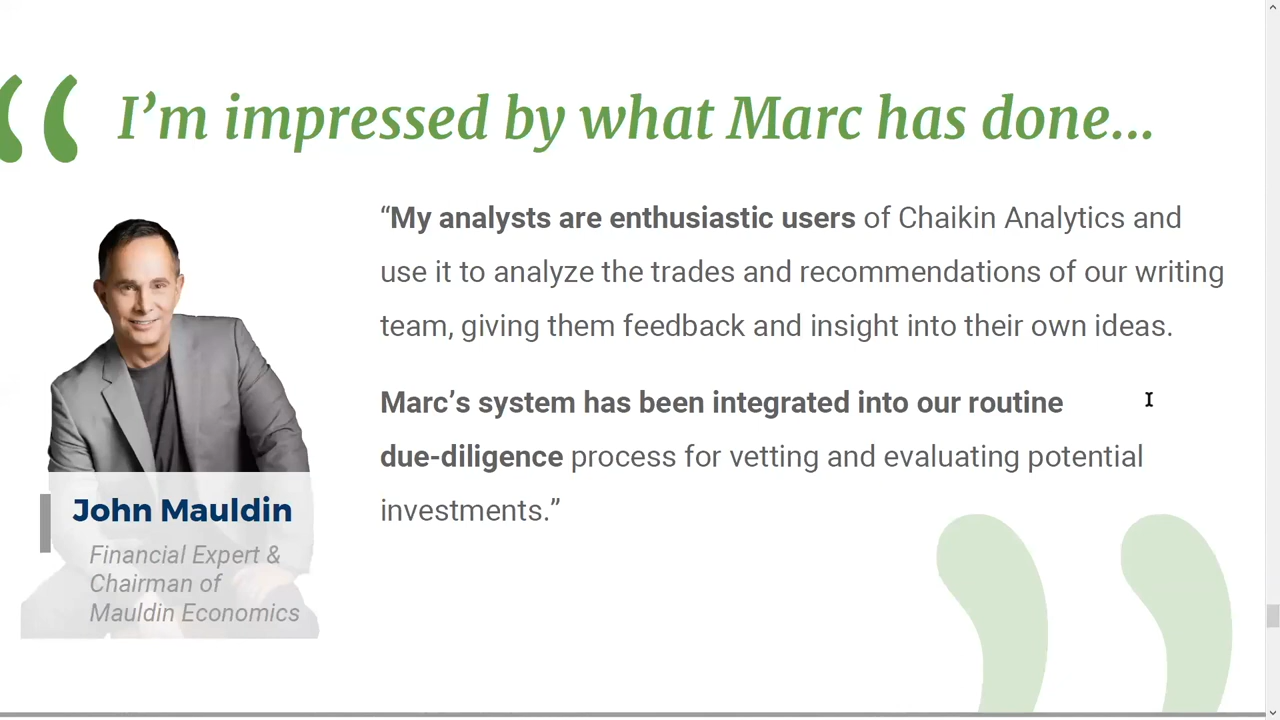 I’m impressed by what Marc has done...
“My analysts are enthusiastic users of Chaikin Analytics and
use it to analyze the trades and recommendations of our writing
team, giving them feedback and insight into their own ideas.
Marc’s system has been integrated into our routine
due-diligence process for vetting and evaluating potential
investments.”
John Mauldin
Financial Expert &
Chairman of
Mauldin Economics